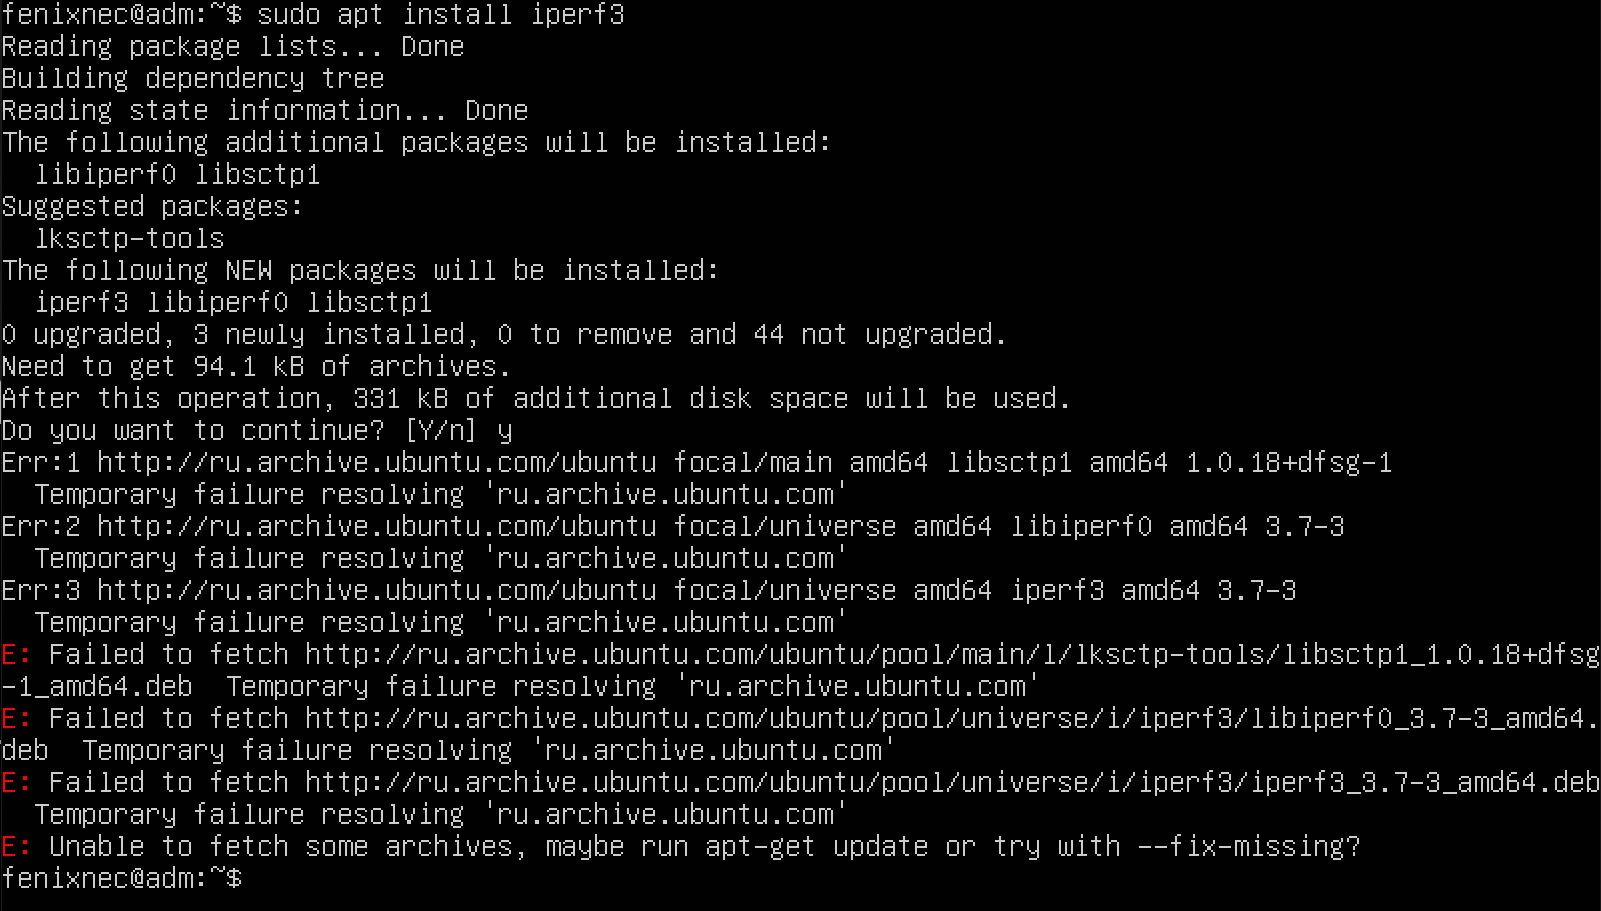 fenixnec@adm:~$ sudo apt install iperf3
Reading package lists... Done
Building dependency tree
Reading state information... Done
The following additional packages will be installed:
  libiperf0 libsctp1
Suggested packages:
  lksctp-tools
The following NEW packages will be installed:
  iperf3 libiperf0 libsctp1
0 upgraded, 3 newly installed, 0 to remove and 44 not upgraded.
Need to get 94.1 kB of archives.
After this operation, 331 kB of additional disk space will be used.
Do you want to continue? [Y/n] y
Err:1 http://ru.archive.ubuntu.com/ubuntu focal/main amd64 libsctp1 amd64 1.0.18+dfsg-1
  Temporary failure resolving 'ru.archive.ubuntu.com'
Err:2 http://ru.archive.ubuntu.com/ubuntu focal/universe amd64 libiperf0 amd64 3.7-3
  Temporary failure resolving 'ru.archive.ubuntu.com'
Err:3 http://ru.archive.ubuntu.com/ubuntu focal/universe amd64 iperf3 amd64 3.7-3
  Temporary failure resolving 'ru.archive.ubuntu.com'
E: Failed to fetch http://ru.archive.ubuntu.com/ubuntu/pool/main/l/lksctp-tools/libsctp1_1.0.18+dfsg
-1_amd64.deb  Temporary failure resolving 'ru.archive.ubuntu.com'
E: Failed to fetch http://ru.archive.ubuntu.com/ubuntu/pool/universe/i/iperf3/libiperf0_3.7-3_amd64.
deb  Temporary failure resolving 'ru.archive.ubuntu.com'
E: Failed to fetch http://ru.archive.ubuntu.com/ubuntu/pool/universe/i/iperf3/iperf3_3.7-3_amd64.deb
  Temporary failure resolving 'ru.archive.ubuntu.com'
E: Unable to fetch some archives, maybe run apt-get update or try with --fix-missing?
fenixnec@adm:~$